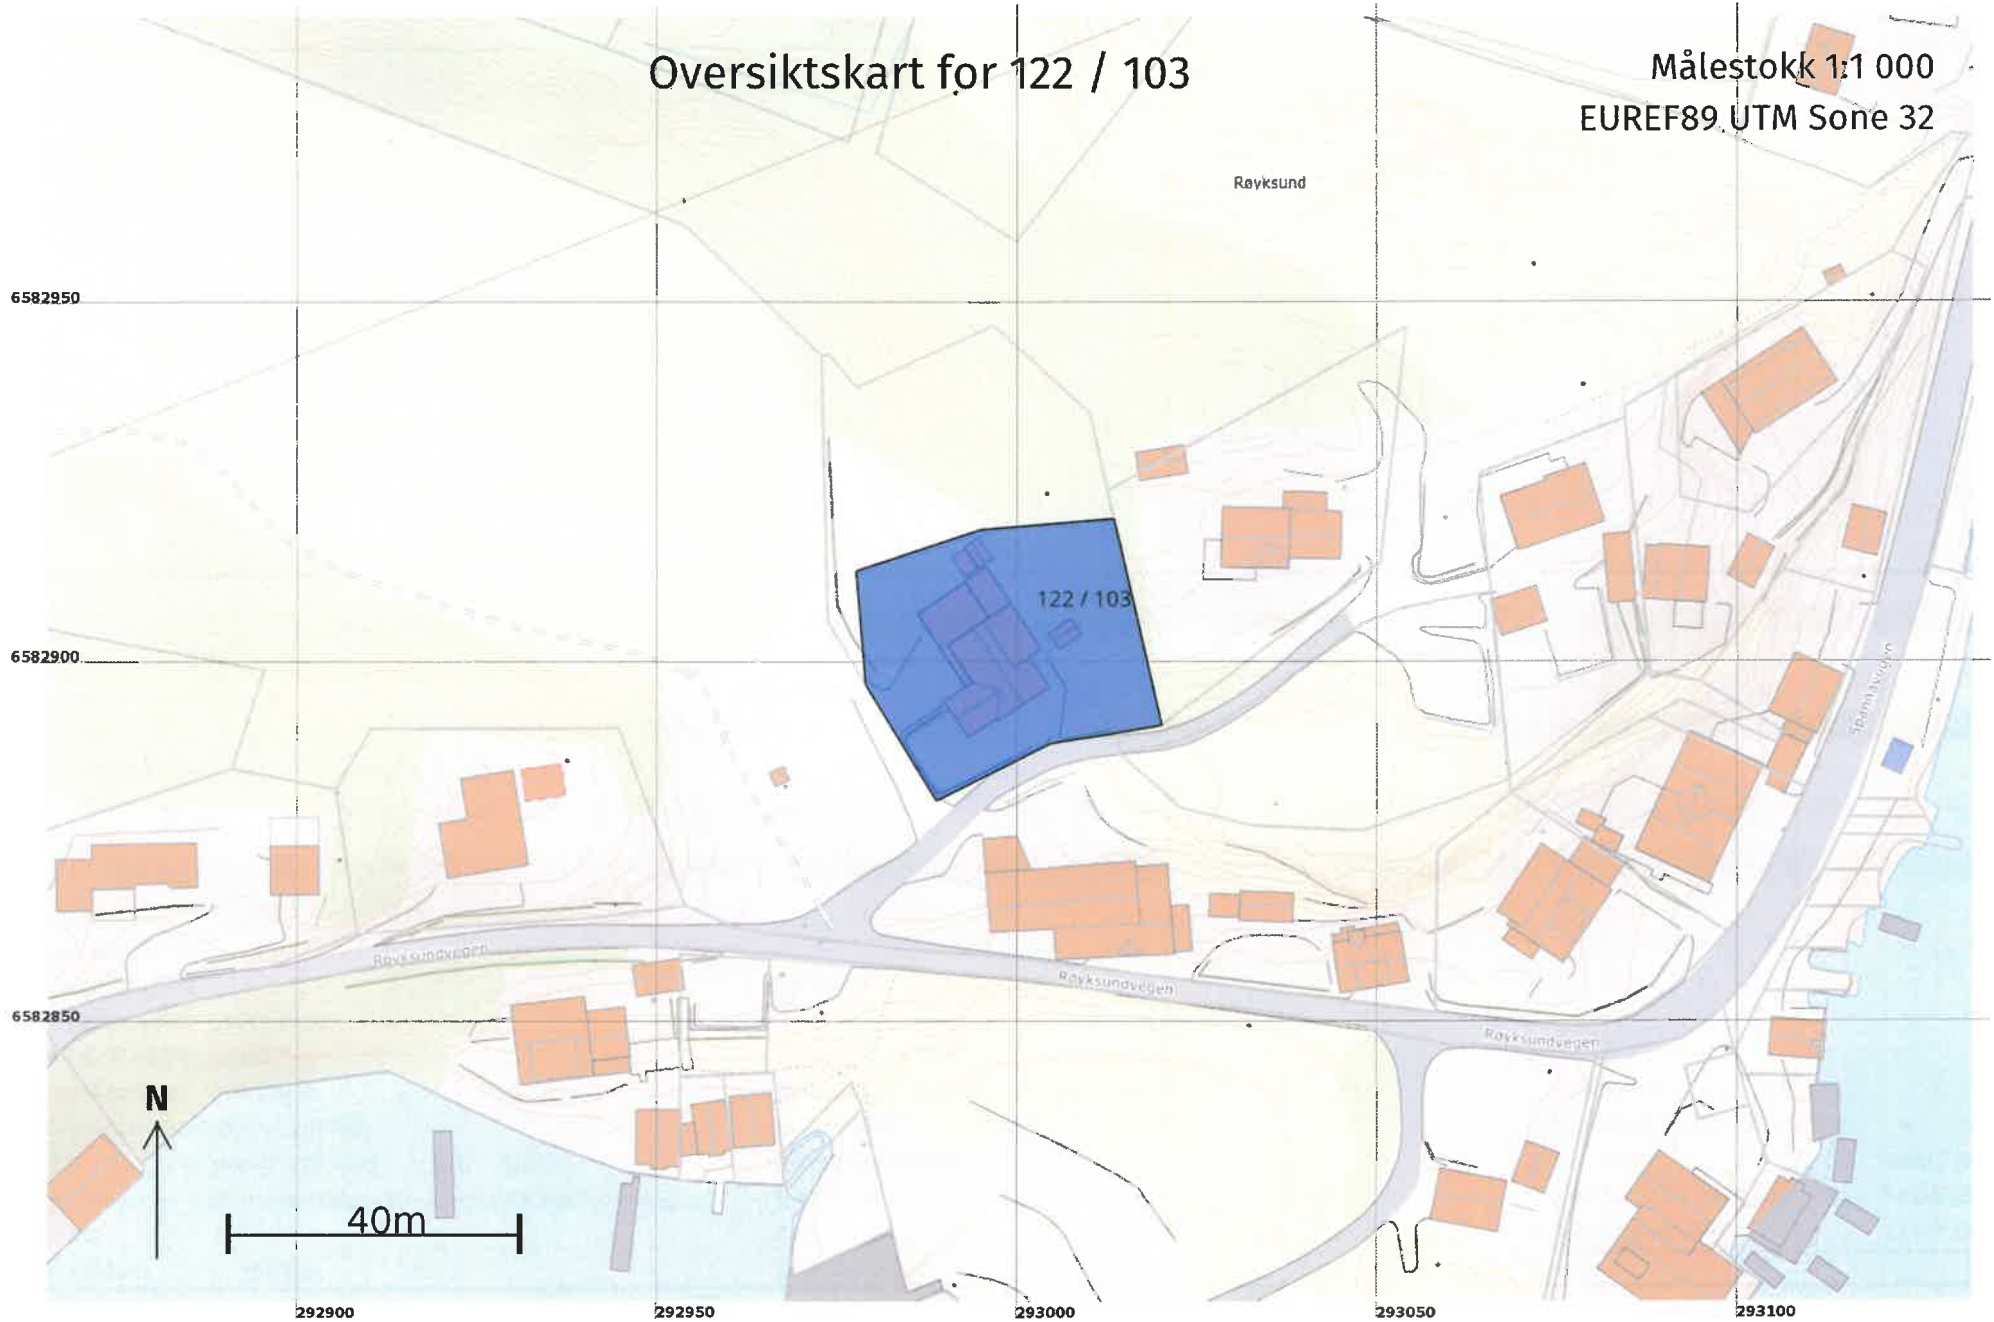 Oversiktskart for 122 / 103
Målestokk 1:1 000
EUREF89 UTM Sone 32
Røyksund
6582950
122 / 103
6582900
Spannavegen
Røyksundvegen
Røyksundvegen
6582850
Røyksundvegen
N
40m
292900
292950
293000
293050
293100